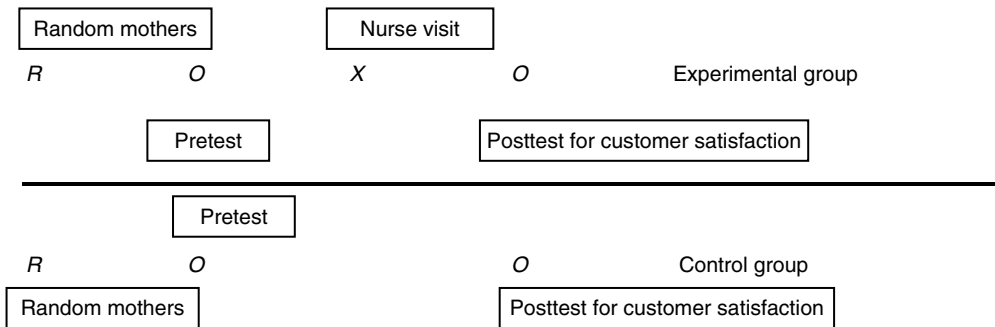 Random mothers Nurse visit
R O X O Experimental group
Pretest Posttest for customer satisfaction
Pretest
R O O Control group
Random mothers Posttest for customer satisfaction